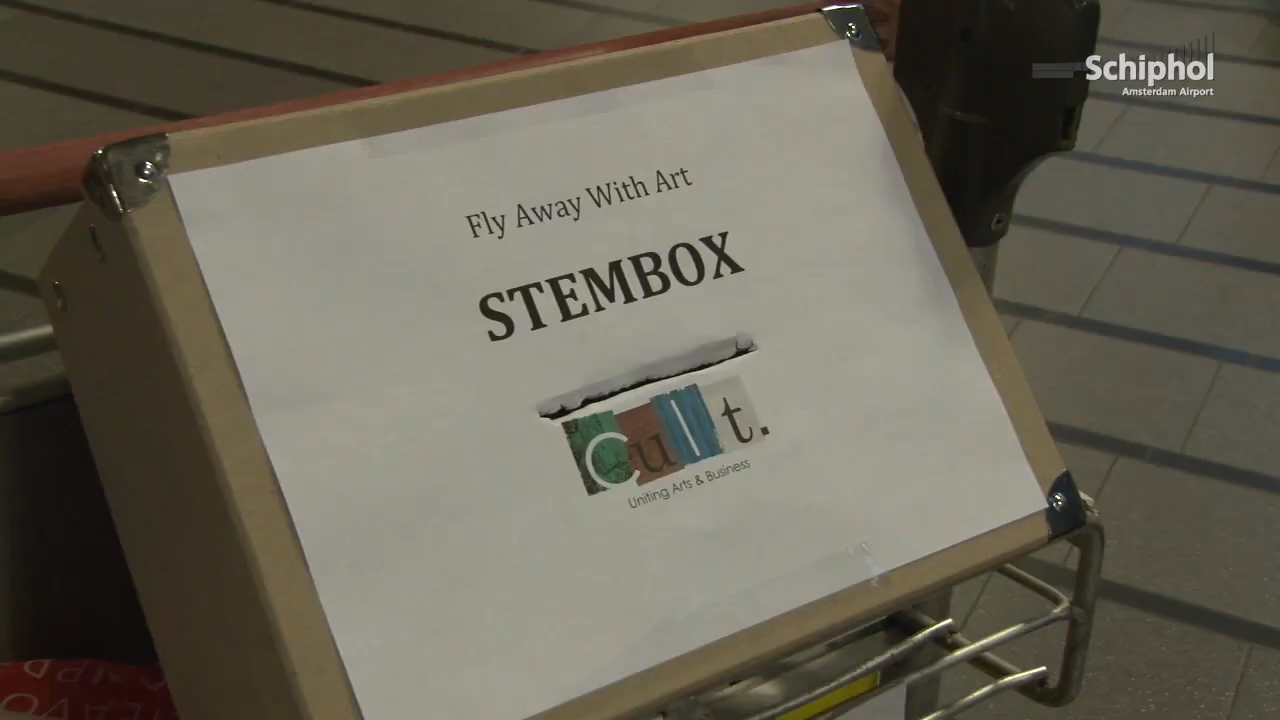 Schiphol
Amsterdam Airport
Fly Away With Art
STEMBOX
Cult.
Uniting Arts & Business